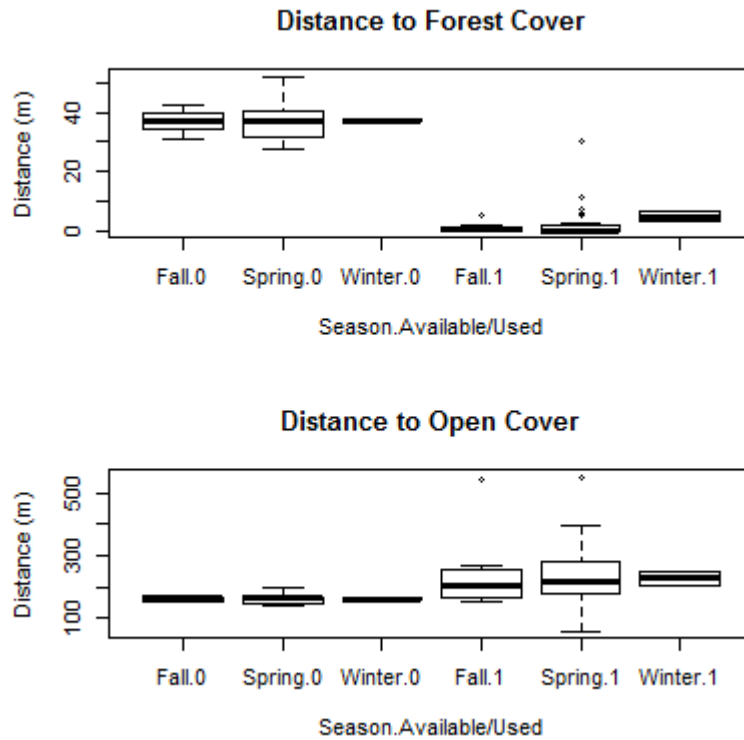 Distance to Forest Cover
Distance (m)
40
20
0
Fall.0 Spring.0 Winter.0 Fall.1 Spring.1 Winter.1
Season.Available/Used
Distance to Open Cover
Distance (m)
500
300
100
Fall.0 Spring.0 Winter.0 Fall.1 Spring.1 Winter.1
Season.Available/Used